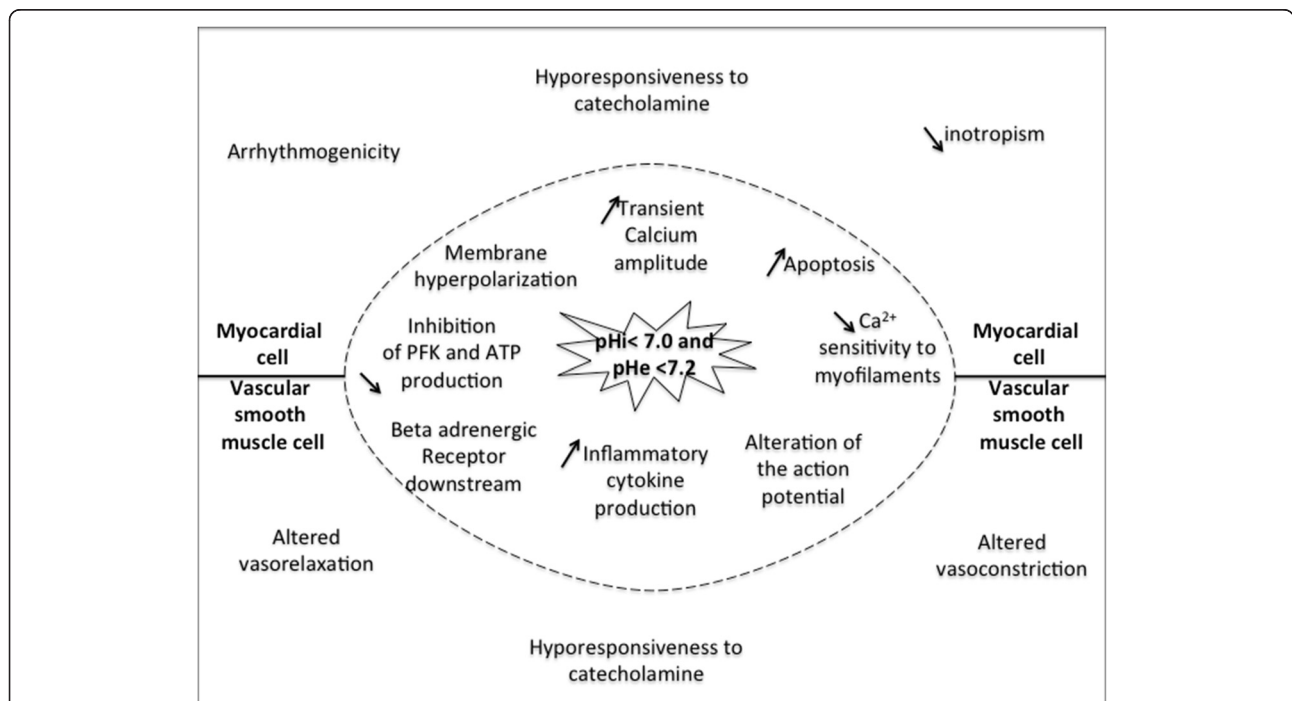 Hyporesponsiveness to
catecholamine
↘inotropism
Arrhythmogenicity
↗Transient
Calcium
amplitude
Membrane
hyperpolarization
↗Apoptosis
Inhibition
of PFK and ATP
production
pHi< 7.0 and
pHe <7.2
↘ Ca²⁺
sensitivity to
myofilaments
Myocardial
cell
Myocardial
cell
Vascular
smooth
muscle cell
Vascular
smooth
muscle cell
↘
Beta adrenergic
Receptor
downstream
↗Inflammatory
cytokine
production
Alteration of
the action
potential
Altered
vasorelaxation
Altered
vasoconstriction
Hyporesponsiveness to
catecholamine